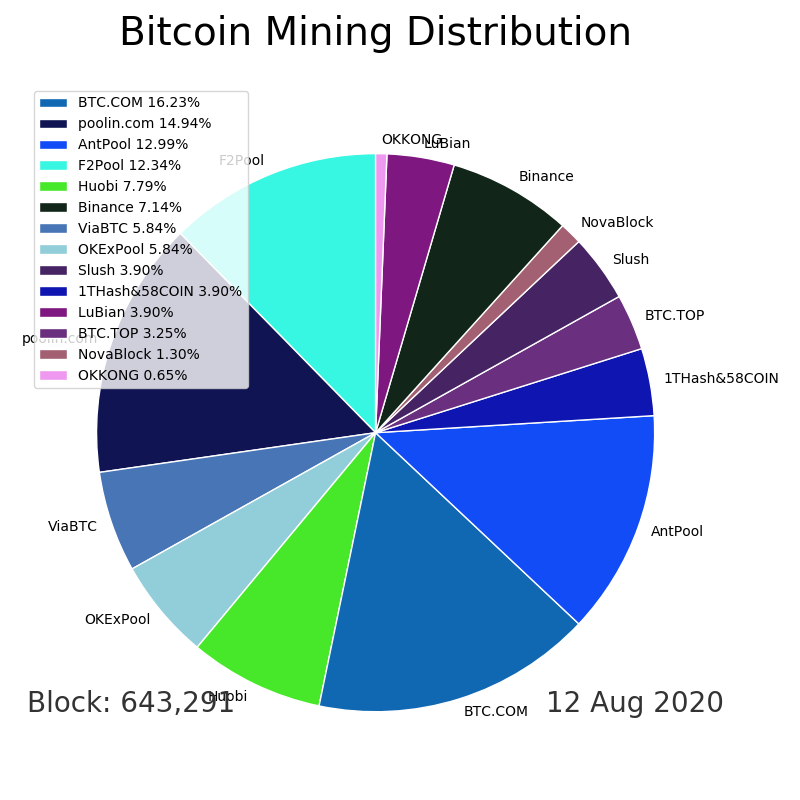 Bitcoin Mining Distribution
BTC.COM 16.23%
poolin.com 14.94%
AntPool 12.99%
F2Pool 12.34%
Huobi 7.79%
Binance 7.14%
ViaBTC 5.84%
OKExPool 5.84%
Slush 3.90%
1THash&58COIN 3.90%
LuBian 3.90%
BTC.TOP 3.25%
NovaBlock 1.30%
OKKONG 0.65%
OKKONG
LuBian
F2Pool
Binance
NovaBlock
Slush
BTC.TOP
poolin.com
1THash&58COIN
ViaBTC
AntPool
OKExPool
Huobi
BTC.COM
Block: 643,291
12 Aug 2020